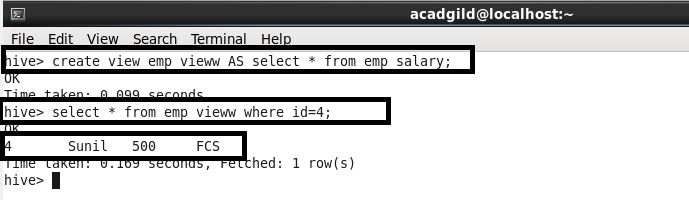 acadgild@localhost:~
File Edit View Search Terminal Help
hive> create view emp vieww AS select * from emp salary;
OK
Time taken: 0.099 seconds
hive> select * from emp vieww where id=4;
OK
4 Sunil 500 FCS
Time taken: 0.169 seconds, Fetched: 1 row(s)
hive>